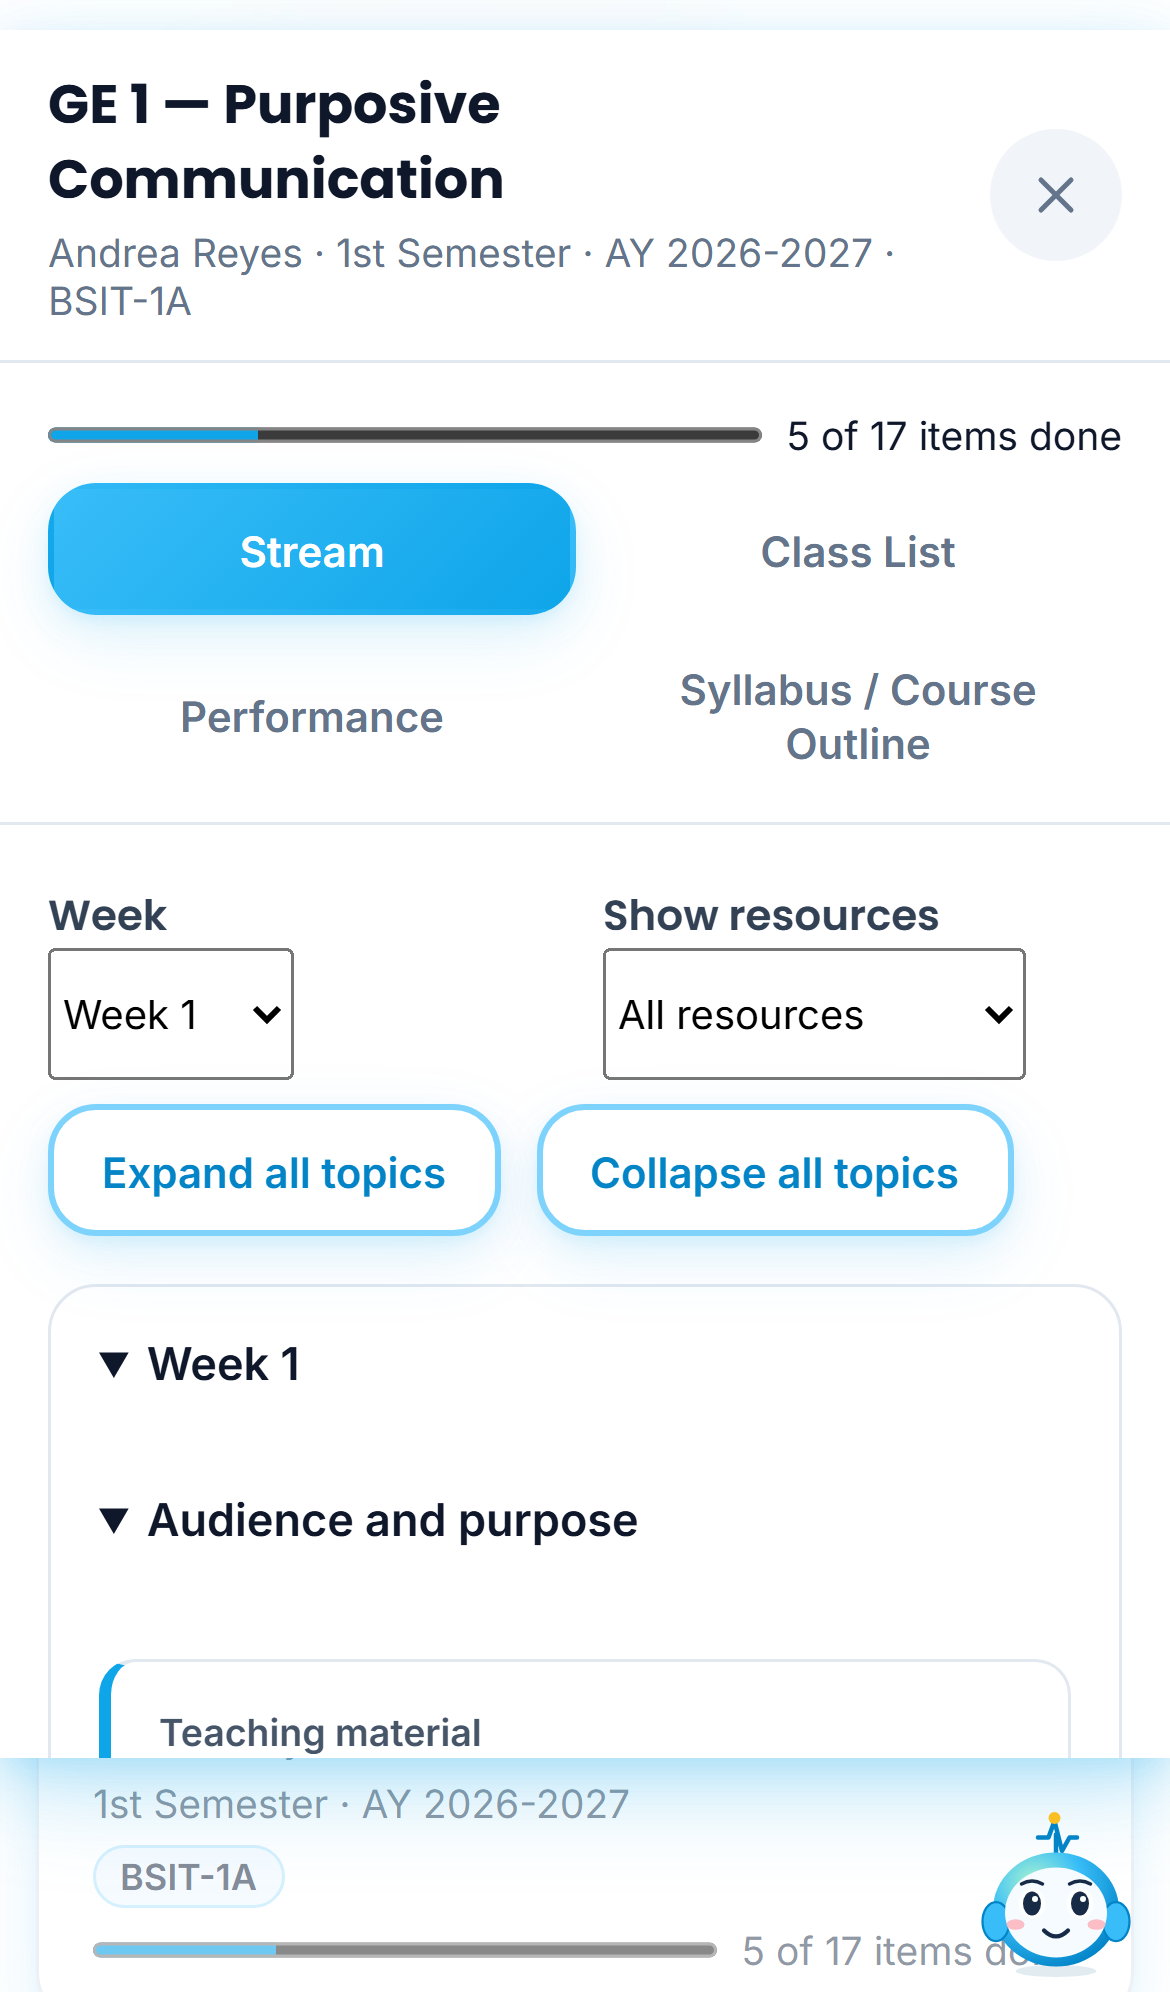 GE 1 — Purposive
Communication
Andrea Reyes · 1st Semester · AY 2026-2027 ·
BSIT-1A
5 of 17 items done
Stream
Class List
Performance
Syllabus / Course
Outline
Week
Show resources
Week 1
All resources
Expand all topics
Collapse all topics
▼ Week 1
▼ Audience and purpose
Teaching material
1st Semester · AY 2026-2027
BSIT-1A
5 of 17 items